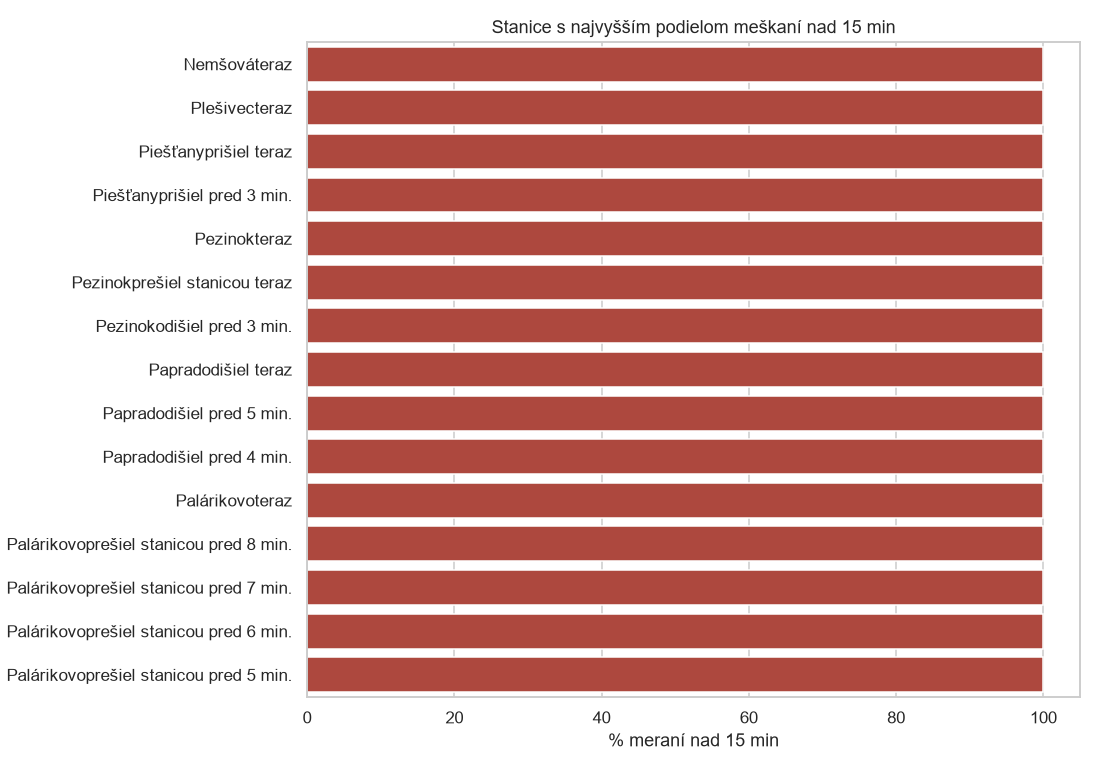 Stanice s najvyšším podielom meškaní nad 15 min
Nemšováteraz
Plešivecteraz
Piešťanyprišiel teraz
Piešťanyprišiel pred 3 min.
Pezinokteraz
Pezinokprešiel stanicou teraz
Pezinokodišiel pred 3 min.
Papradodišiel teraz
Papradodišiel pred 5 min.
Papradodišiel pred 4 min.
Palárikovoteraz
Palárikovoprešiel stanicou pred 8 min.
Palárikovoprešiel stanicou pred 7 min.
Palárikovoprešiel stanicou pred 6 min.
Palárikovoprešiel stanicou pred 5 min.
0 20 40 60 80 100
% meraní nad 15 min